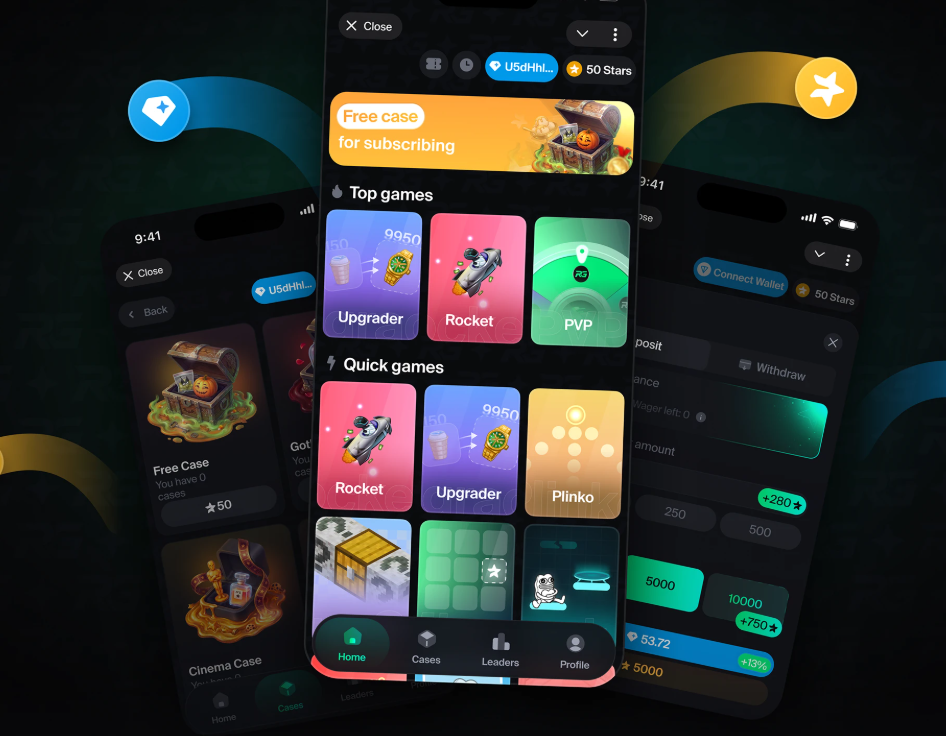 Close
U5dHhl...
50 Stars
Free case
for subscribing
Top games
9950
Upgrader
Rocket
RG
PVP
Quick games
Rocket
9950
Upgrader
Plinko
Home
Cases
Leaders
Profile
9:41
Close
U5dHhl...
Back
Free Case
You have 0
cases
50
Cinema Case
Home
Cases
Leaders
9:41
Connect Wallet
50 Stars
Withdraw
Wager left: 0
amount
+280
250
500
5000
10000
+750
53.72
+13%
5000